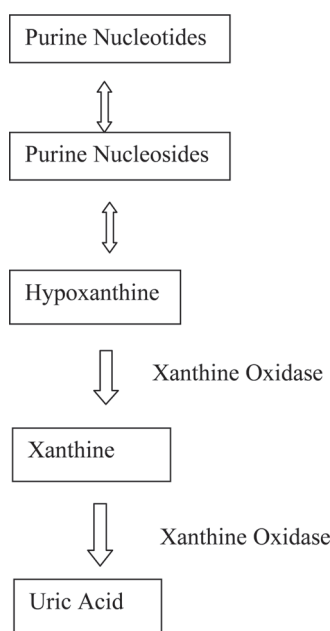 Purine Nucleotides
Purine Nucleosides
Hypoxanthine
Xanthine Oxidase
Xanthine
Xanthine Oxidase
Uric Acid